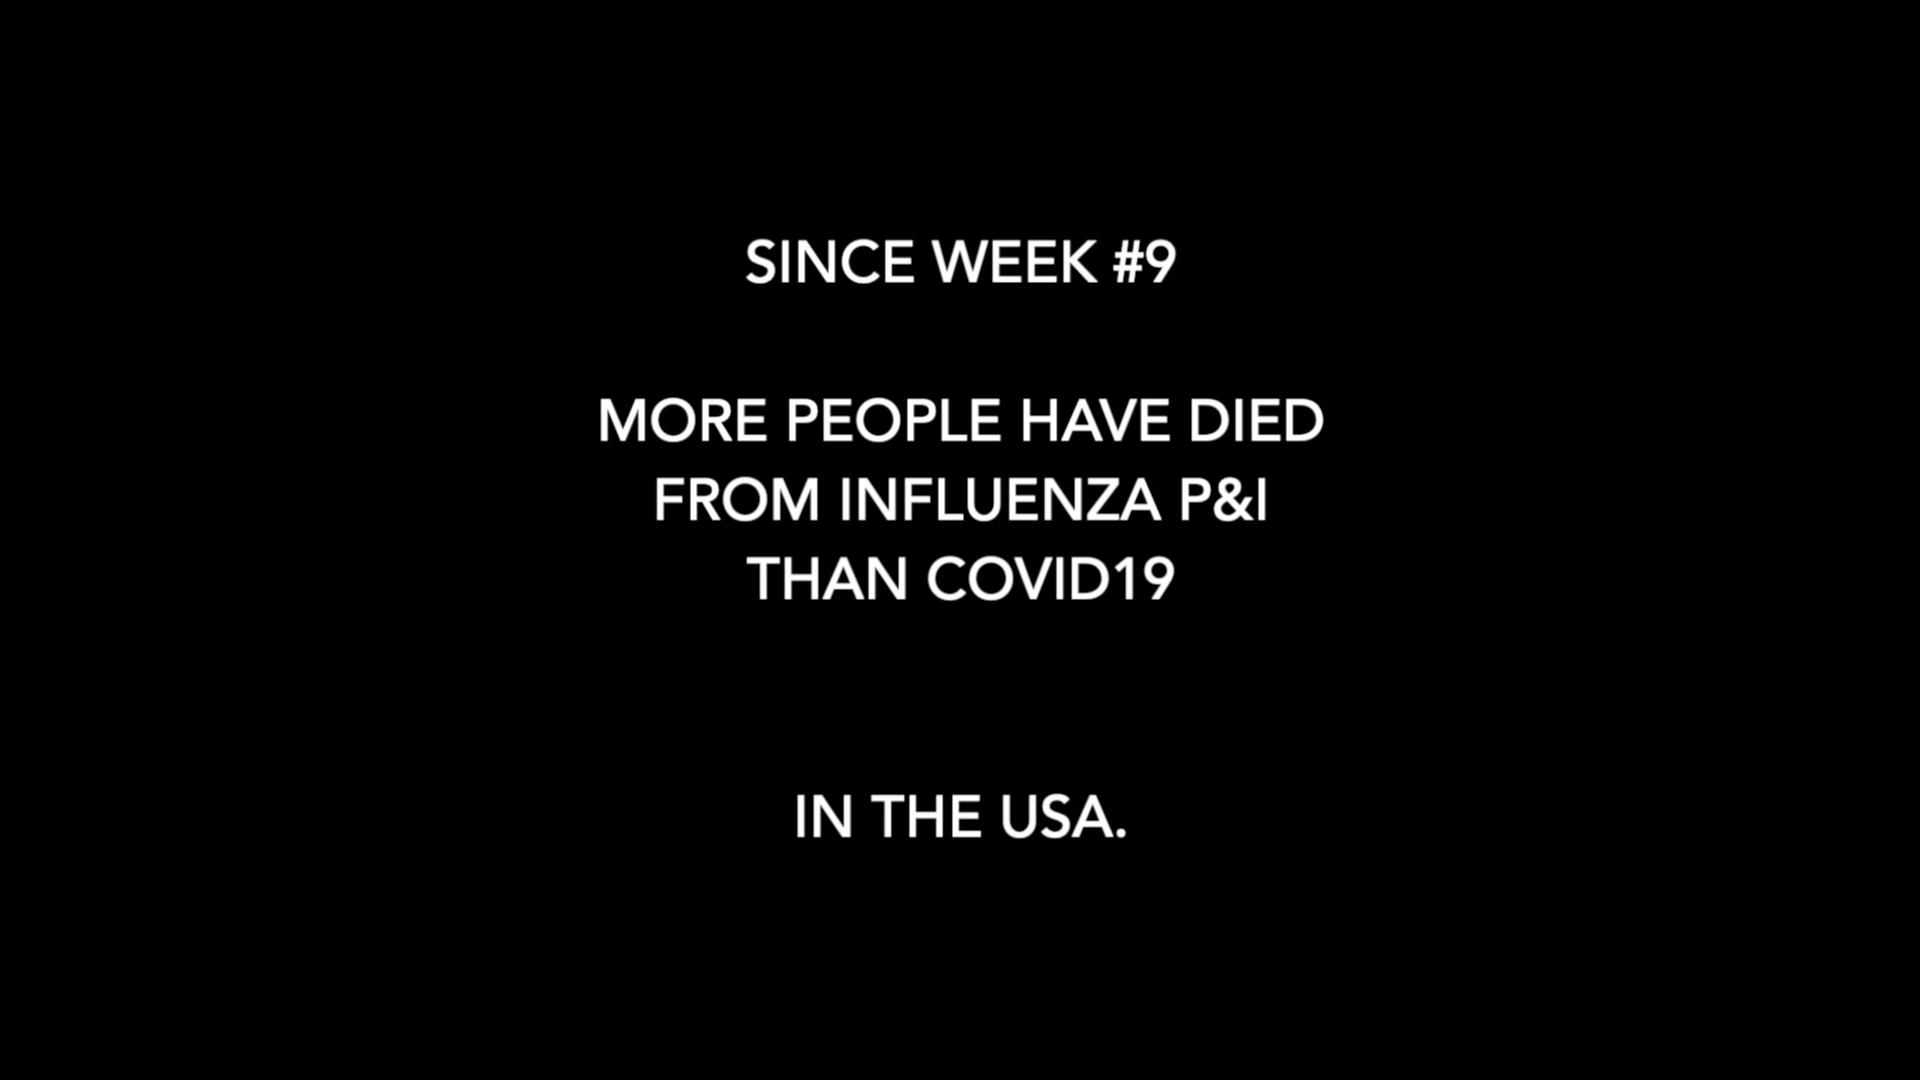 SINCE WEEK #9
MORE PEOPLE HAVE DIED
FROM INFLUENZA P&I
THAN COVID19
IN THE USA.